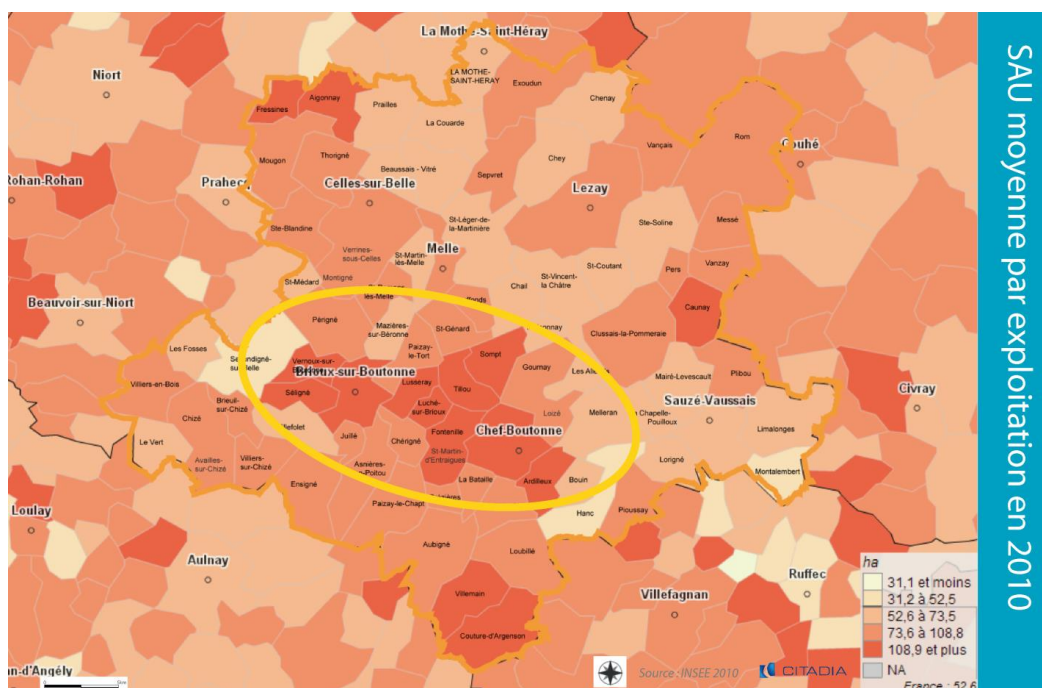 SAU moyenne par exploitation en 2010
La Mothe-Saint-Héray
LA MOTHE-
SAINT-HERAY
Exoudun
Niort
Chenay
Aigonnay
Fressines
Prailles
La Couarde
Rom
Couhé
Vançais
Thorigné
Mougon
Chey
Beaussais - Vitré
Sepvret
Rohan-Rohan
Prahecq
Celles-sur-Belle
Lezay
St-Léger-de-
la-Martinière
Ste-Soline
Messé
Ste-Blandine
Verrines-
sous-Celles
Melle
St-Martin-
lès-Melle
St-Coutant
Pers
Vanzay
St-Médard
Montigné
Chail
St-Vincent-
la Châtre
lès-Melle
Beauvoir-sur-Niort
Caunay
Périgné
Mazières-
sur-Béronne
St-Génard
Clussais-la-Pommeraie
Les Fosses
Paizay-
le-Tort
Sompt
Gournay
Brioux-sur-Boutonne
Villiers-en-Bois
Lusseray
Tillou
Mairé-Levescault
Plibou
Civray
Séligné
Brieuil-
sur-Chizé
Luché-
sur-Brioux
Loizé
Melleran
Sauzé-Vaussais
Chizé
Chapelle-
Pouilloux
Fontenille
Chef-Boutonne
Limalonges
Le Vert
Juillé
Chérigné
St-Martin-
d'Entraigues
Availles-
sur-Chizé
Villiers-
sur-Chizé
Lorigné
Montalembert
Ensigné
La Bataille
Ardilleux
Bouin
Paizay-le-Chapt
Hanc
Pioussay
Loulay
Aubigné
Loubillé
Aulnay
Villemain
Villefagnan
Ruffec
Couture-d'Argenson
ha
31,1 et moins
31,2 à 52,5
52,6 à 73,5
73,6 à 108,8
108,9 et plus
NA
France : 52,6
Source : INSEE 2010
CITADIA